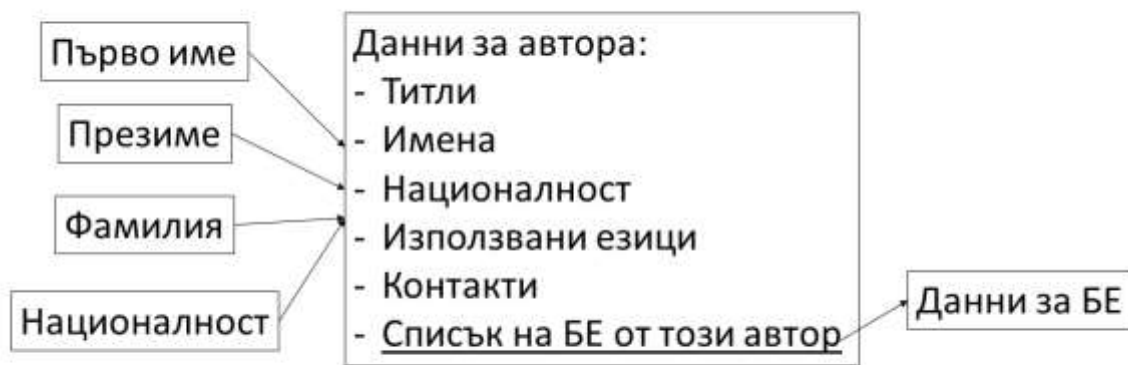 Първо име
Презиме
Фамилия
Националност
Данни за автора:
- Титли
- Имена
- Националност
- Използвани езици
- Контакти
- Списък на БЕ от този автор
Данни за БЕ